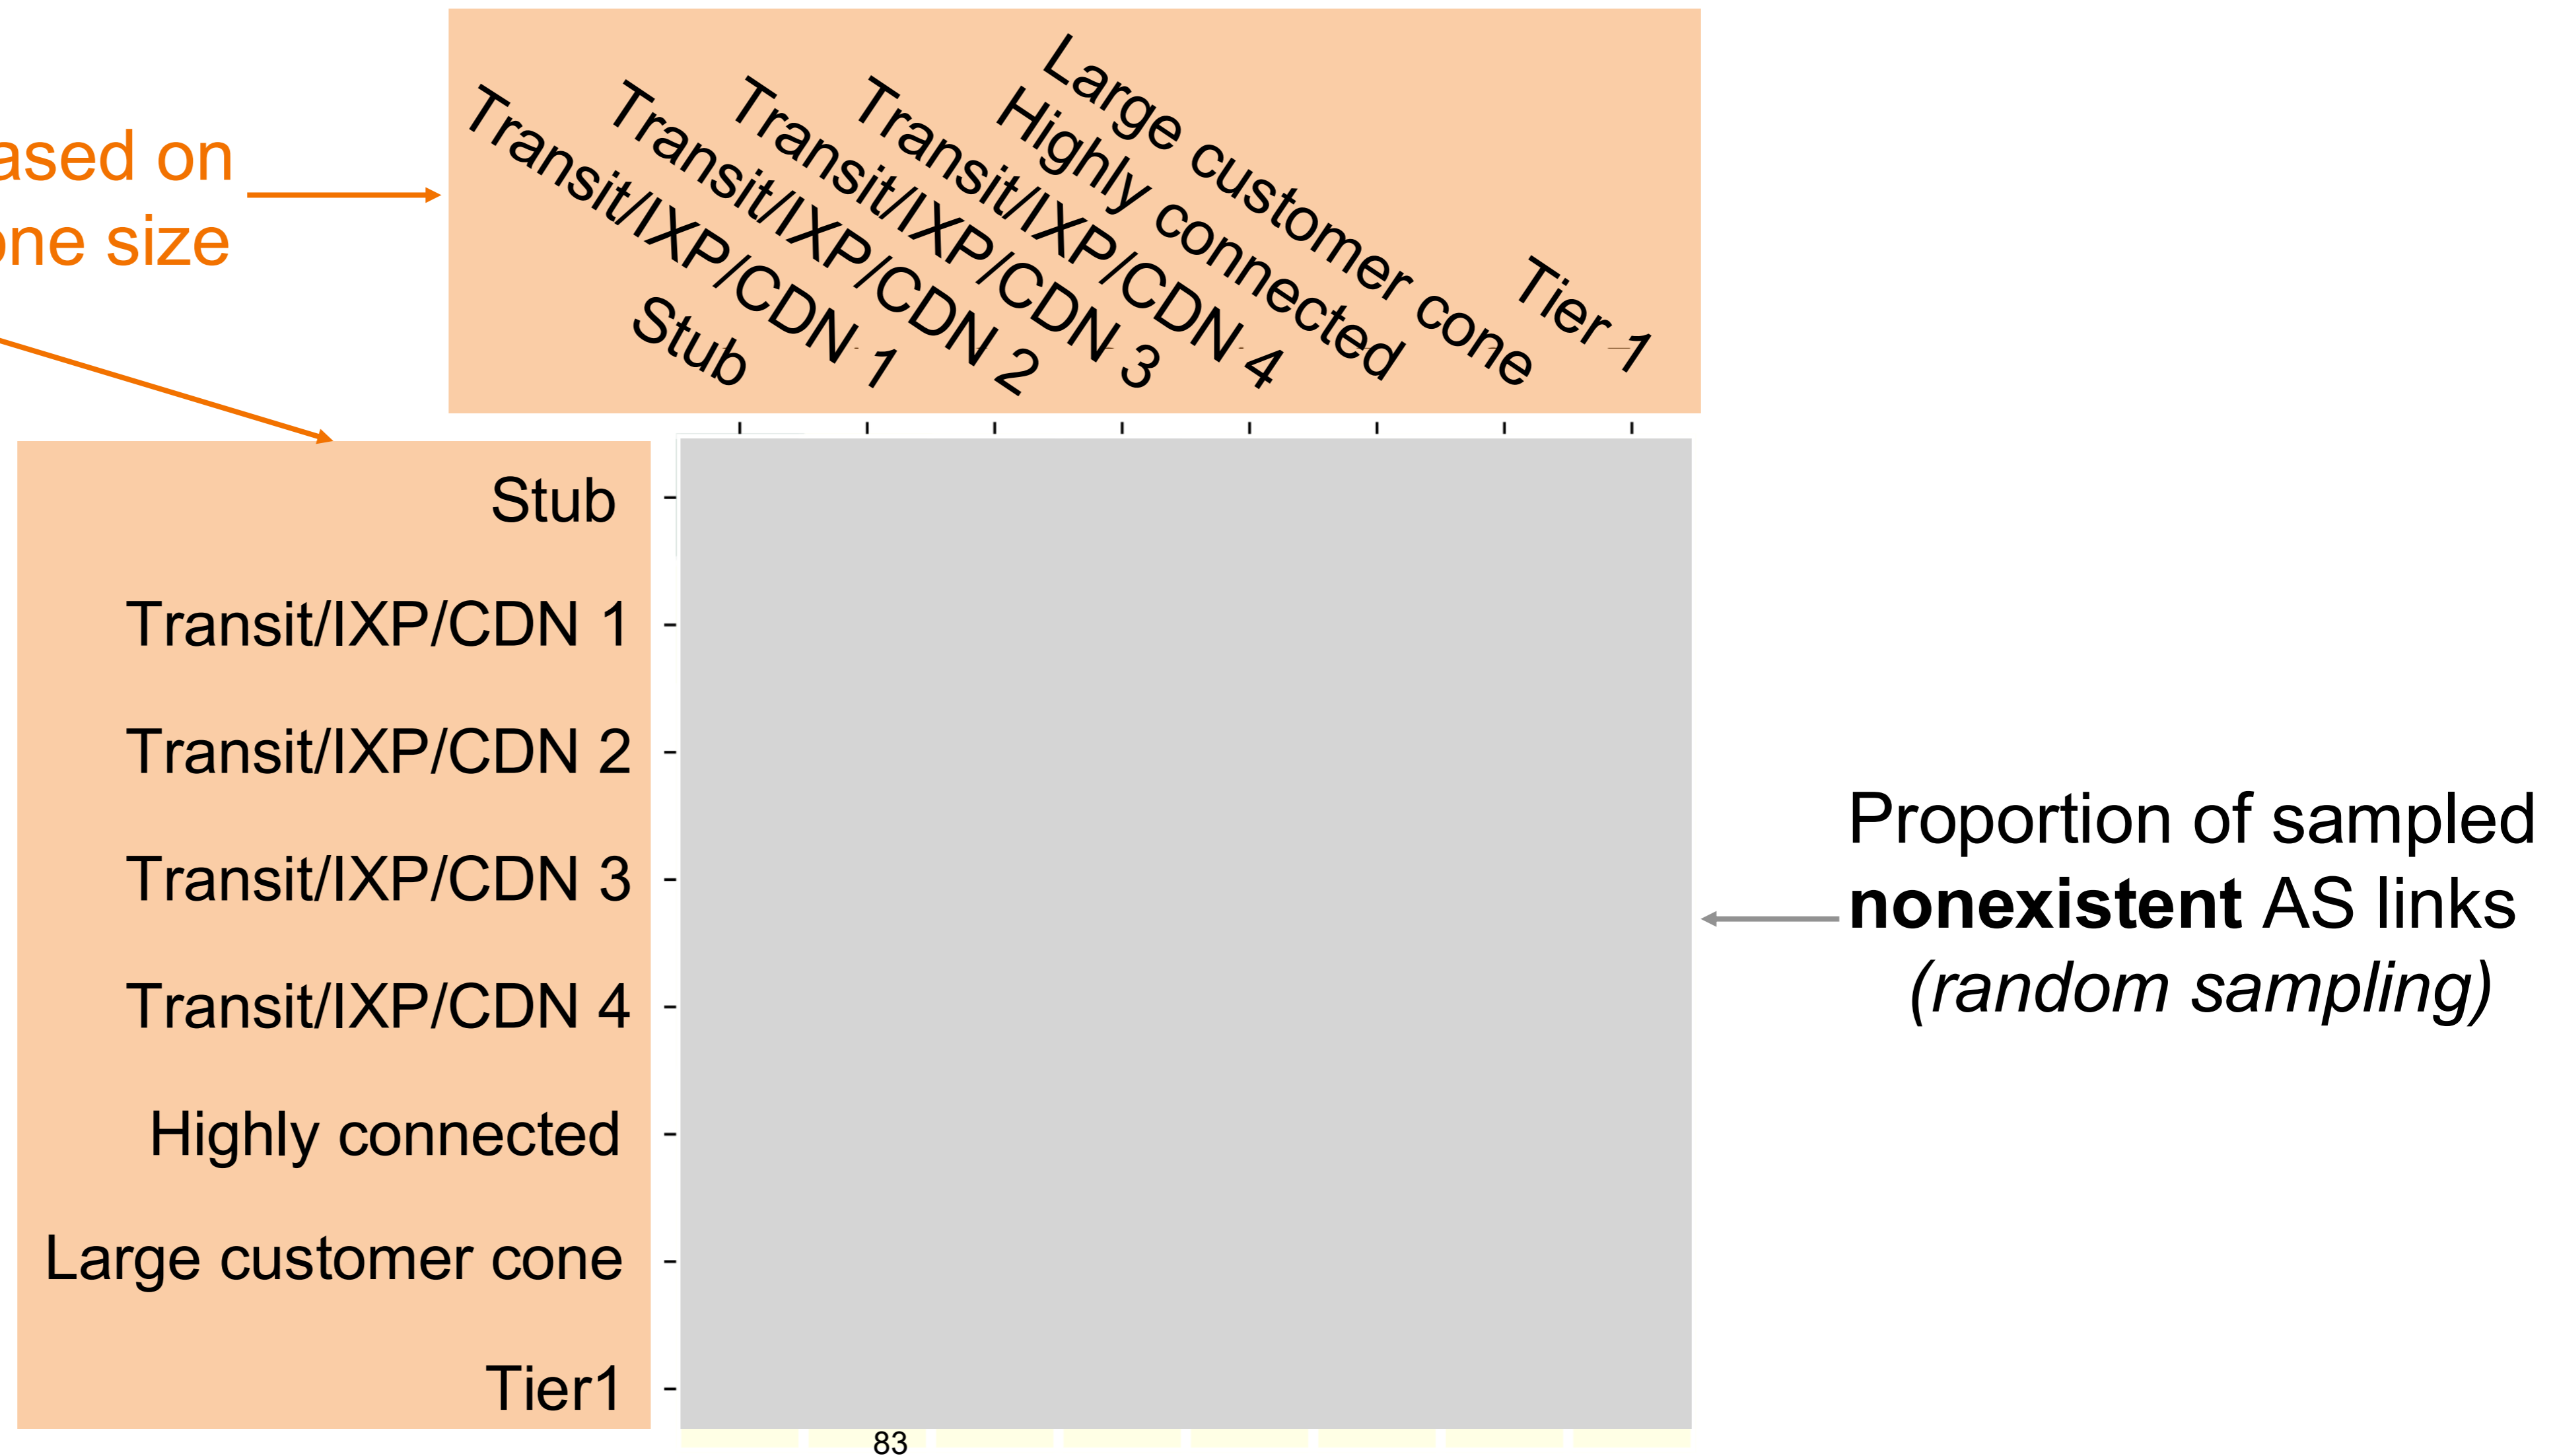 ased on
one size
Large customer cone
Highly connected
Transit/IXP/CDN 4
Transit/IXP/CDN 3
Transit/IXP/CDN 2
Transit/IXP/CDN 1
Stub
Tier 1
Stub
Transit/IXP/CDN 1
Transit/IXP/CDN 2
Transit/IXP/CDN 3
Transit/IXP/CDN 4
Highly connected
Large customer cone
Tier1
Proportion of sampled
nonexistent AS links
(random sampling)
83